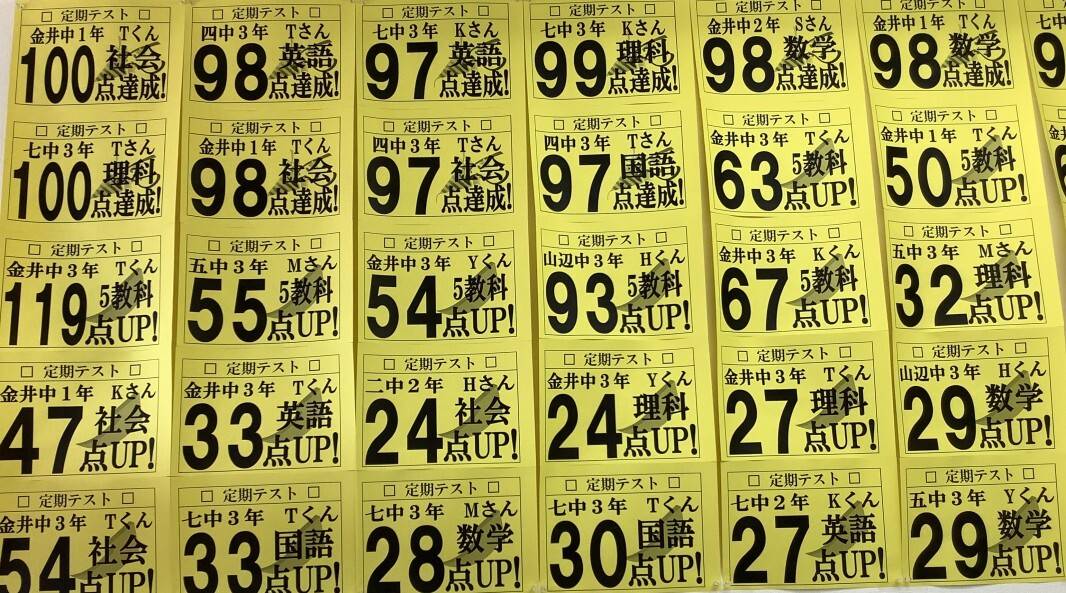 □ 定期テスト □
金井中1年 Tくん
100 社会
点達成!
□ 定期テスト □
四中3年 Tさん
98 英語
点達成!
□ 定期テスト □
七中3年 Kさん
97 英語
点達成!
□ 定期テスト □
七中3年 Kさん
99 理科
点達成!
□ 定期テスト □
金井中2年 Sさん
98 数学
点達成!
□ 定期テスト □
金井中1年 Tくん
98 数学
点達成!
□ 定期テスト □
七中3年 Tさん
100 理科
点達成!
□ 定期テスト □
金井中1年 Tくん
98 社会
点達成!
□ 定期テスト □
四中3年 Tさん
97 社会
点達成!
□ 定期テスト □
四中3年 Tさん
97 国語
点達成!
□ 定期テスト □
金井中3年 Tくん
63 5教科
点UP!
□ 定期テスト □
金井中1年 Tくん
50 5教科
点UP!
□ 定期テスト □
金井中3年 Tくん
119 5教科
点UP!
□ 定期テスト □
五中3年 Mさん
55 5教科
点UP!
□ 定期テスト □
金井中3年 Yくん
54 5教科
点UP!
□ 定期テスト □
山辺中3年 Hくん
93 5教科
点UP!
□ 定期テスト □
金井中3年 Kくん
67 5教科
点UP!
□ 定期テスト □
五中3年 Mさん
32 理科
点UP!
□ 定期テスト □
金井中1年 Kさん
47 社会
点UP!
□ 定期テスト □
金井中3年 Tくん
33 英語
点UP!
□ 定期テスト □
二中2年 Hさん
24 社会
点UP!
□ 定期テスト □
金井中3年 Yくん
24 理科
点UP!
□ 定期テスト □
金井中3年 Tくん
27 理科
点UP!
□ 定期テスト □
山辺中3年 Hくん
29 数学
点UP!
□ 定期テスト □
金井中3年 Tくん
54 社会
点UP!
□ 定期テスト □
七中3年 Tくん
33 国語
点UP!
□ 定期テスト □
七中3年 Mさん
28 数学
点UP!
□ 定期テスト □
七中3年 Tくん
30 国語
点UP!
□ 定期テスト □
七中2年 Kくん
27 英語
点UP!
□ 定期テスト □
五中3年 Yくん
29 数学
点UP!